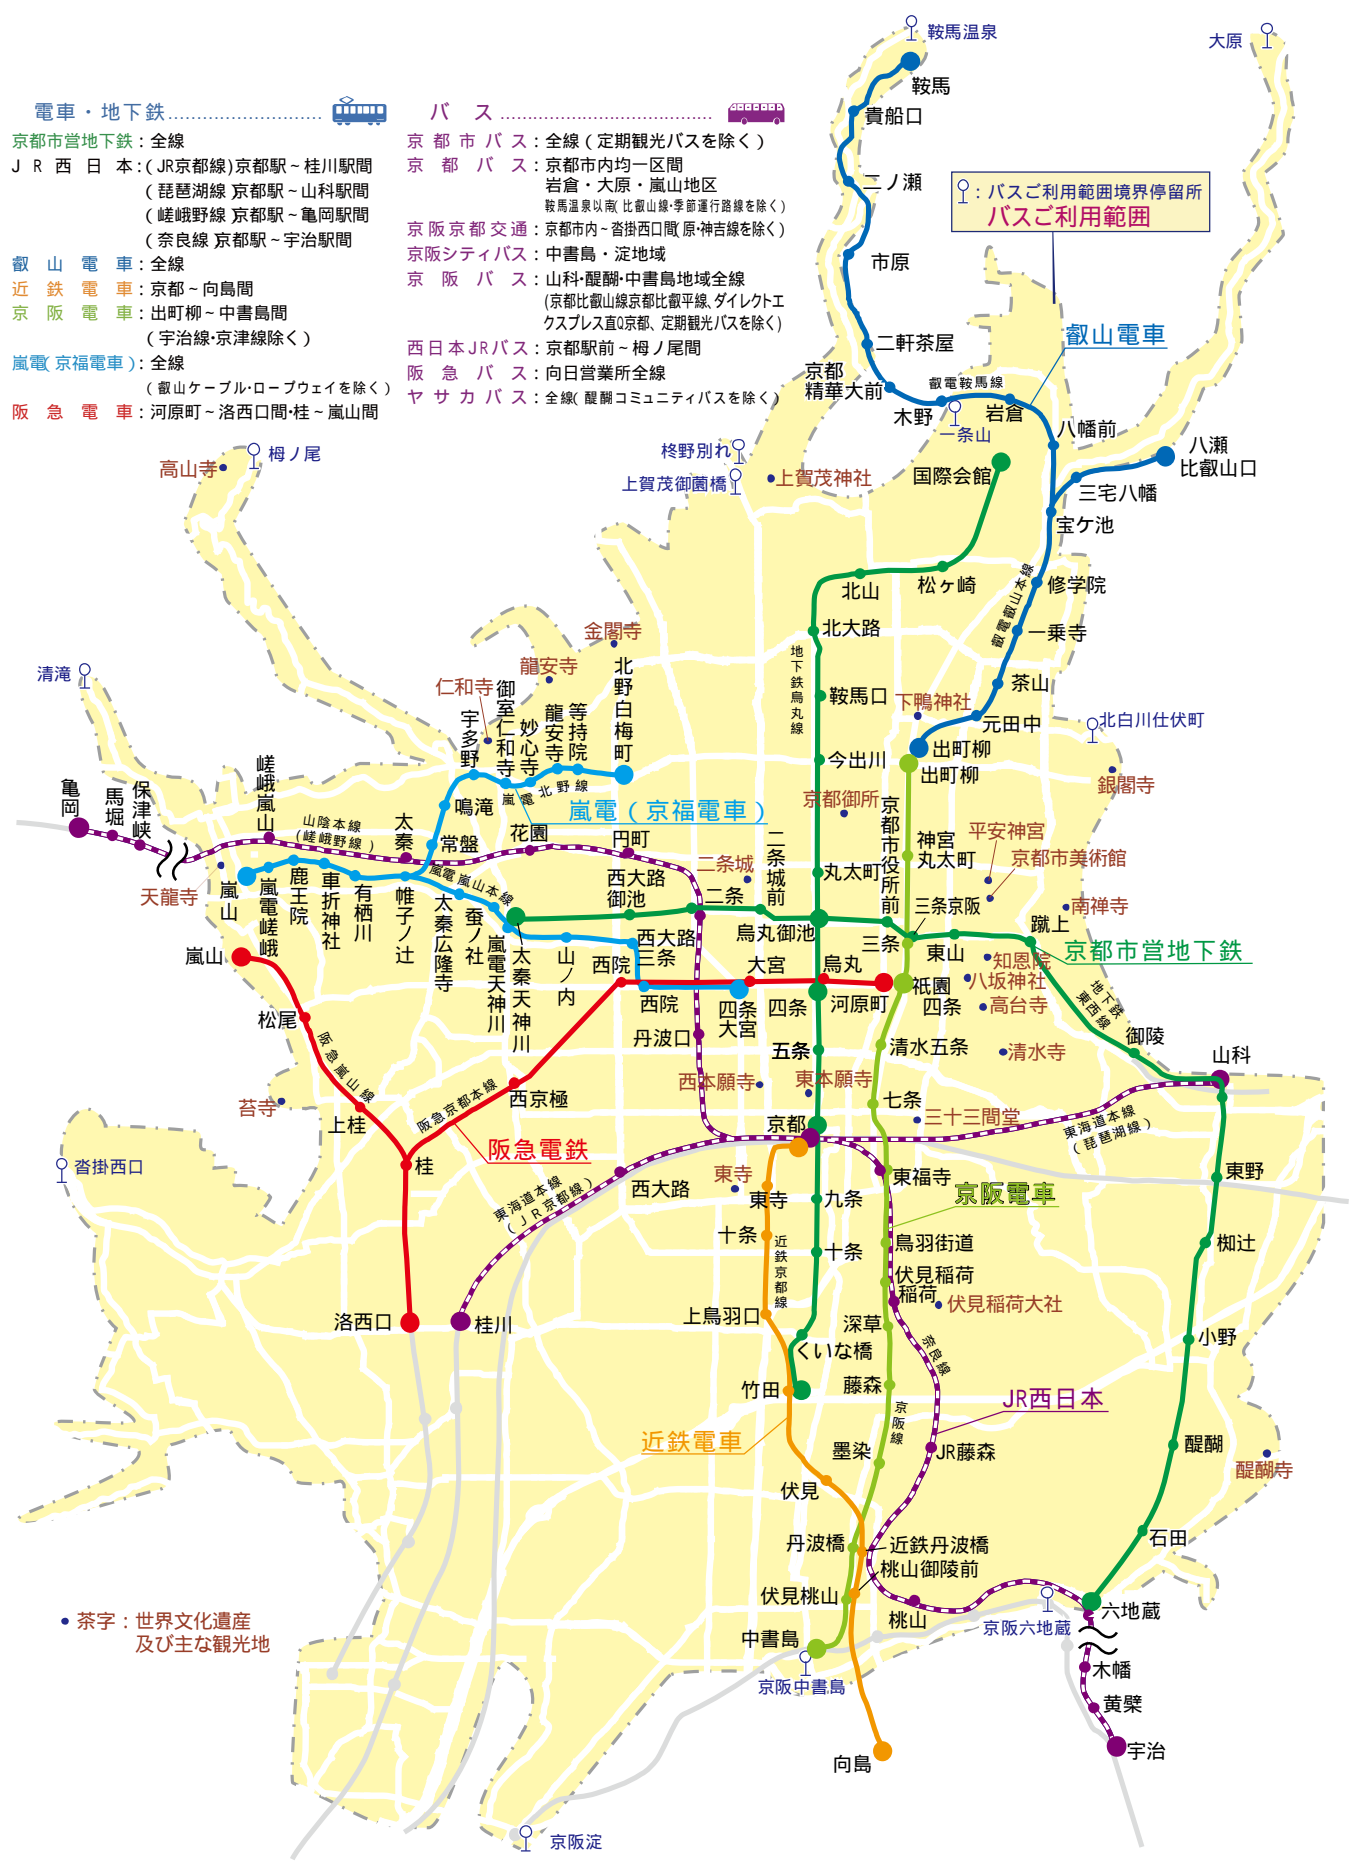 電車・地下鉄
京都市営地下鉄：全線
ＪＲ西日本：(JR京都線)京都駅～桂川駅間
(琵琶湖線)京都駅～山科駅間
(嵯峨野線)京都駅～亀岡駅間
(奈良線)京都駅～宇治駅間
叡山電車：全線
近鉄電車：京都～向島間
京阪電車：出町柳～中書島間
(宇治線・京津線除く)
嵐電(京福電車)：全線
(叡山ケーブル・ロープウェイを除く)
阪急電車：河原町～洛西口間・桂～嵐山間
バス
京都市バス：全線(定期観光バスを除く)
京都バス：京都市内均一区間
岩倉・大原・嵐山地区
鞍馬温泉以南(比叡山線・季節運行路線を除く)
京阪京都交通：京都市内～沓掛西口間(原・神吉線を除く)
京阪シティバス：中書島・淀地域
京阪バス：山科・醍醐・中書島地域全線
(京都比叡山線京都比叡平線、ダイレクトエ
クスプレス直Q京都、定期観光バスを除く)
西日本JRバス：京都駅前～栂ノ尾間
阪急バス：向日営業所全線
ヤサカバス：全線(醍醐コミュニティバスを除く)
：バスご利用範囲境界停留所
バスご利用範囲
鞍馬温泉
大原
鞍馬
貴船口
二ノ瀬
市原
二軒茶屋
京都
精華大前
木野
叡電鞍馬線
岩倉
一条山
叡山電車
八幡前
八瀬
比叡山口
三宅八幡
宝ケ池
修学院
一乗寺
叡電叡山本線
茶山
元田中
出町柳
出町柳
栂ノ尾
高山寺
柊野別れ
上賀茂御薗橋
上賀茂神社
国際会館
松ヶ崎
北山
北大路
地下鉄烏丸線
鞍馬口
今出川
下鴨神社
北白川仕伏町
銀閣寺
清滝
金閣寺
龍安寺
仁和寺
北野白梅町
等持院
龍安寺
妙心寺
御室仁和寺
宇多野
鳴滝
常盤
嵐電北野線
嵐電(京福電車)
京都御所
京都市役所前
神宮
丸太町
平安神宮
京都市美術館
南禅寺
亀岡
馬堀
保津峡
嵯峨嵐山
山陰本線
(嵯峨野線)
太秦
花園
円町
二条城
二条城前
丸太町
天龍寺
嵐山
嵐電嵯峨
鹿王院
車折神社
有栖川
帷子ノ辻
嵐電嵐山本線
太秦広隆寺
蚕ノ社
嵐電天神川
太秦天神川
山ノ内
西大路
御池
二条
烏丸御池
西大路
三条
三条
三条京阪
東山
蹴上
京都市営地下鉄
知恩院
八坂神社
高台寺
地下鉄
東西線
御陵
山科
嵐山
松尾
阪急嵐山線
上桂
苔寺
桂
阪急京都本線
西京極
西院
西院
四条
大宮
大宮
四条
烏丸
河原町
祇園
四条
丹波口
五条
清水五条
清水寺
西本願寺
東本願寺
七条
三十三間堂
京都
東海道本線
(琵琶湖線)
阪急電鉄
沓掛西口
東海道本線
(ＪＲ京都線)
西大路
東寺
東寺
九条
東福寺
京阪電車
東野
十条
近鉄京都線
十条
鳥羽街道
椥辻
伏見稲荷
稲荷
伏見稲荷大社
洛西口
桂川
上鳥羽口
くいな橋
深草
奈良線
小野
竹田
藤森
京阪線
JR西日本
近鉄電車
墨染
JR藤森
醍醐
醍醐寺
伏見
丹波橋
近鉄丹波橋
桃山御陵前
石田
伏見桃山
桃山
京阪六地蔵
六地蔵
中書島
京阪中書島
木幡
黄檗
宇治
向島
京阪淀
茶字：世界文化遺産
及び主な観光地